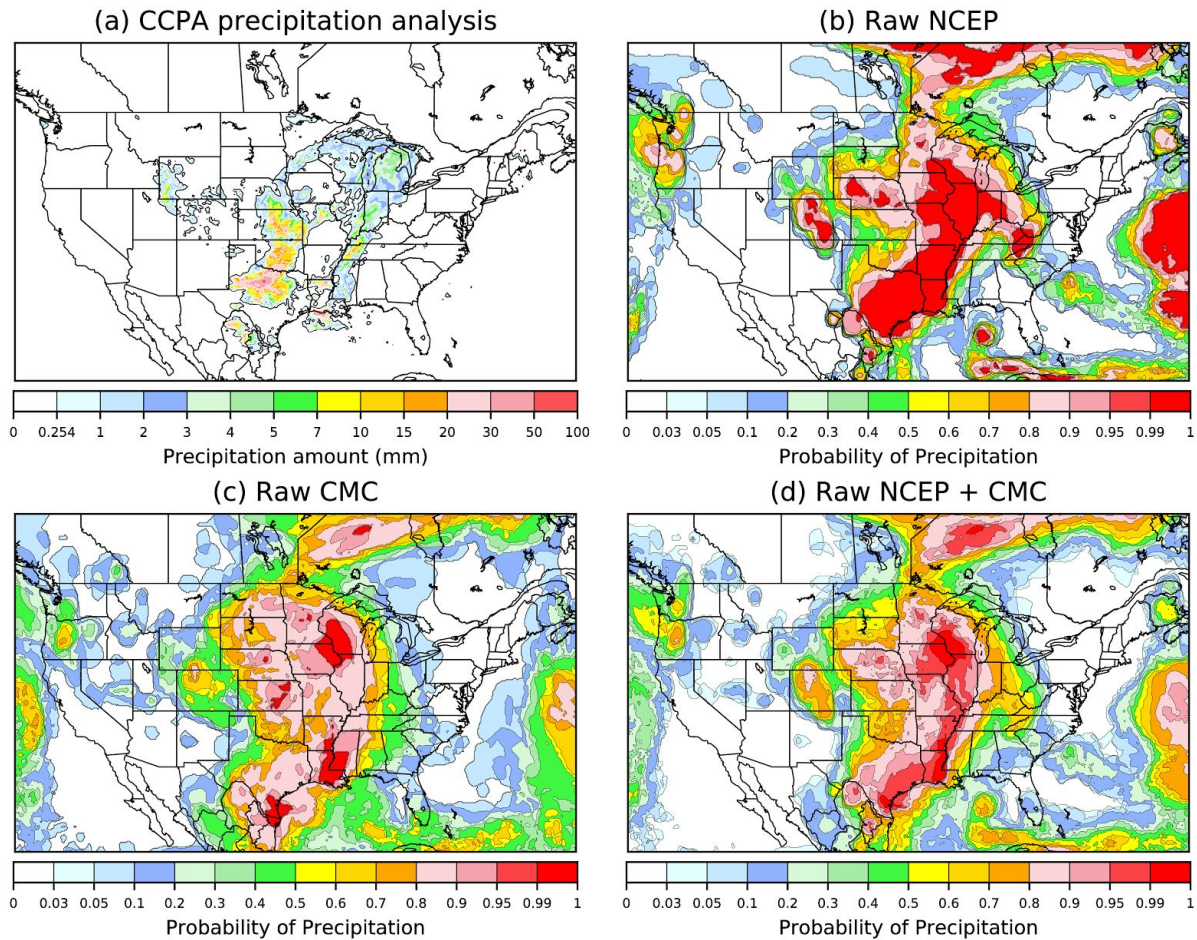 (a) CCPA precipitation analysis
(b) Raw NCEP
0 0.254 1 2 3 4 5 7 10 15 20 30 50 100
Precipitation amount (mm)
0 0.03 0.05 0.1 0.2 0.3 0.4 0.5 0.6 0.7 0.8 0.9 0.95 0.99 1
Probability of Precipitation
(c) Raw CMC
(d) Raw NCEP + CMC
0 0.03 0.05 0.1 0.2 0.3 0.4 0.5 0.6 0.7 0.8 0.9 0.95 0.99 1
Probability of Precipitation
0 0.03 0.05 0.1 0.2 0.3 0.4 0.5 0.6 0.7 0.8 0.9 0.95 0.99 1
Probability of Precipitation